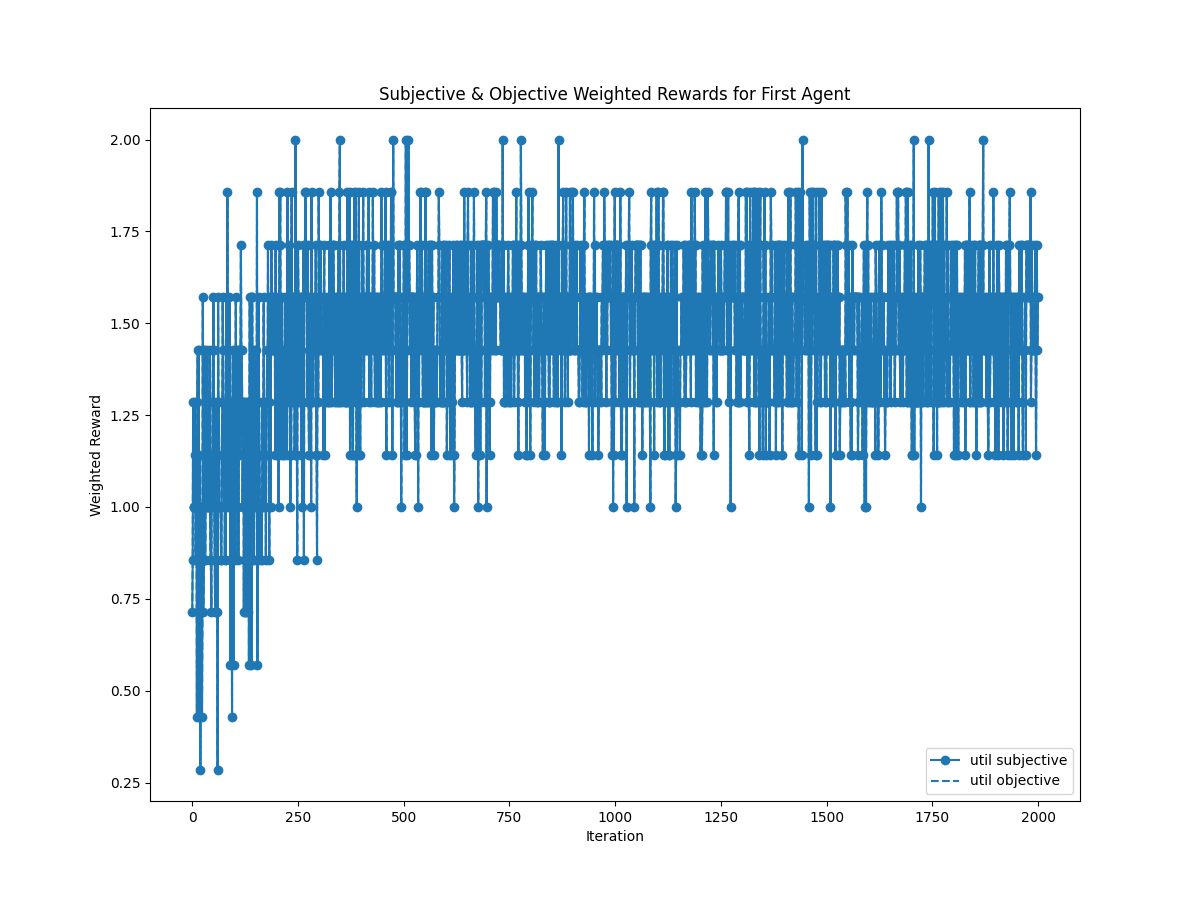 Subjective & Objective Weighted Rewards for First Agent
Weighted Reward
2.00
1.75
1.50
1.25
1.00
0.75
0.50
0.25
util subjective
util objective
0 250 500 750 1000 1250 1500 1750 2000
Iteration